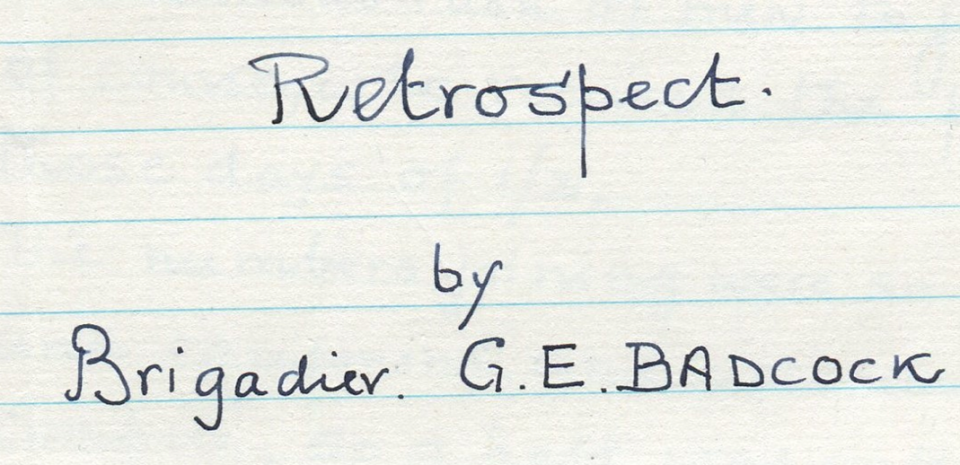 Retrospect.
by
Brigadier. G.E. BADCOCK